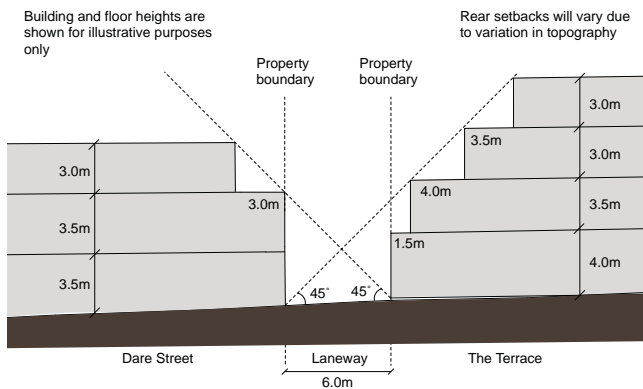 Building and floor heights are
shown for illustrative purposes
only
Rear setbacks will vary due
to variation in topography
Property
boundary
Property
boundary
3.0m
3.5m
3.0m
3.0m
4.0m
3.0m
3.5m
3.5m
1.5m
3.5m
4.0m
45°
45°
Dare Street
Laneway
The Terrace
6.0m